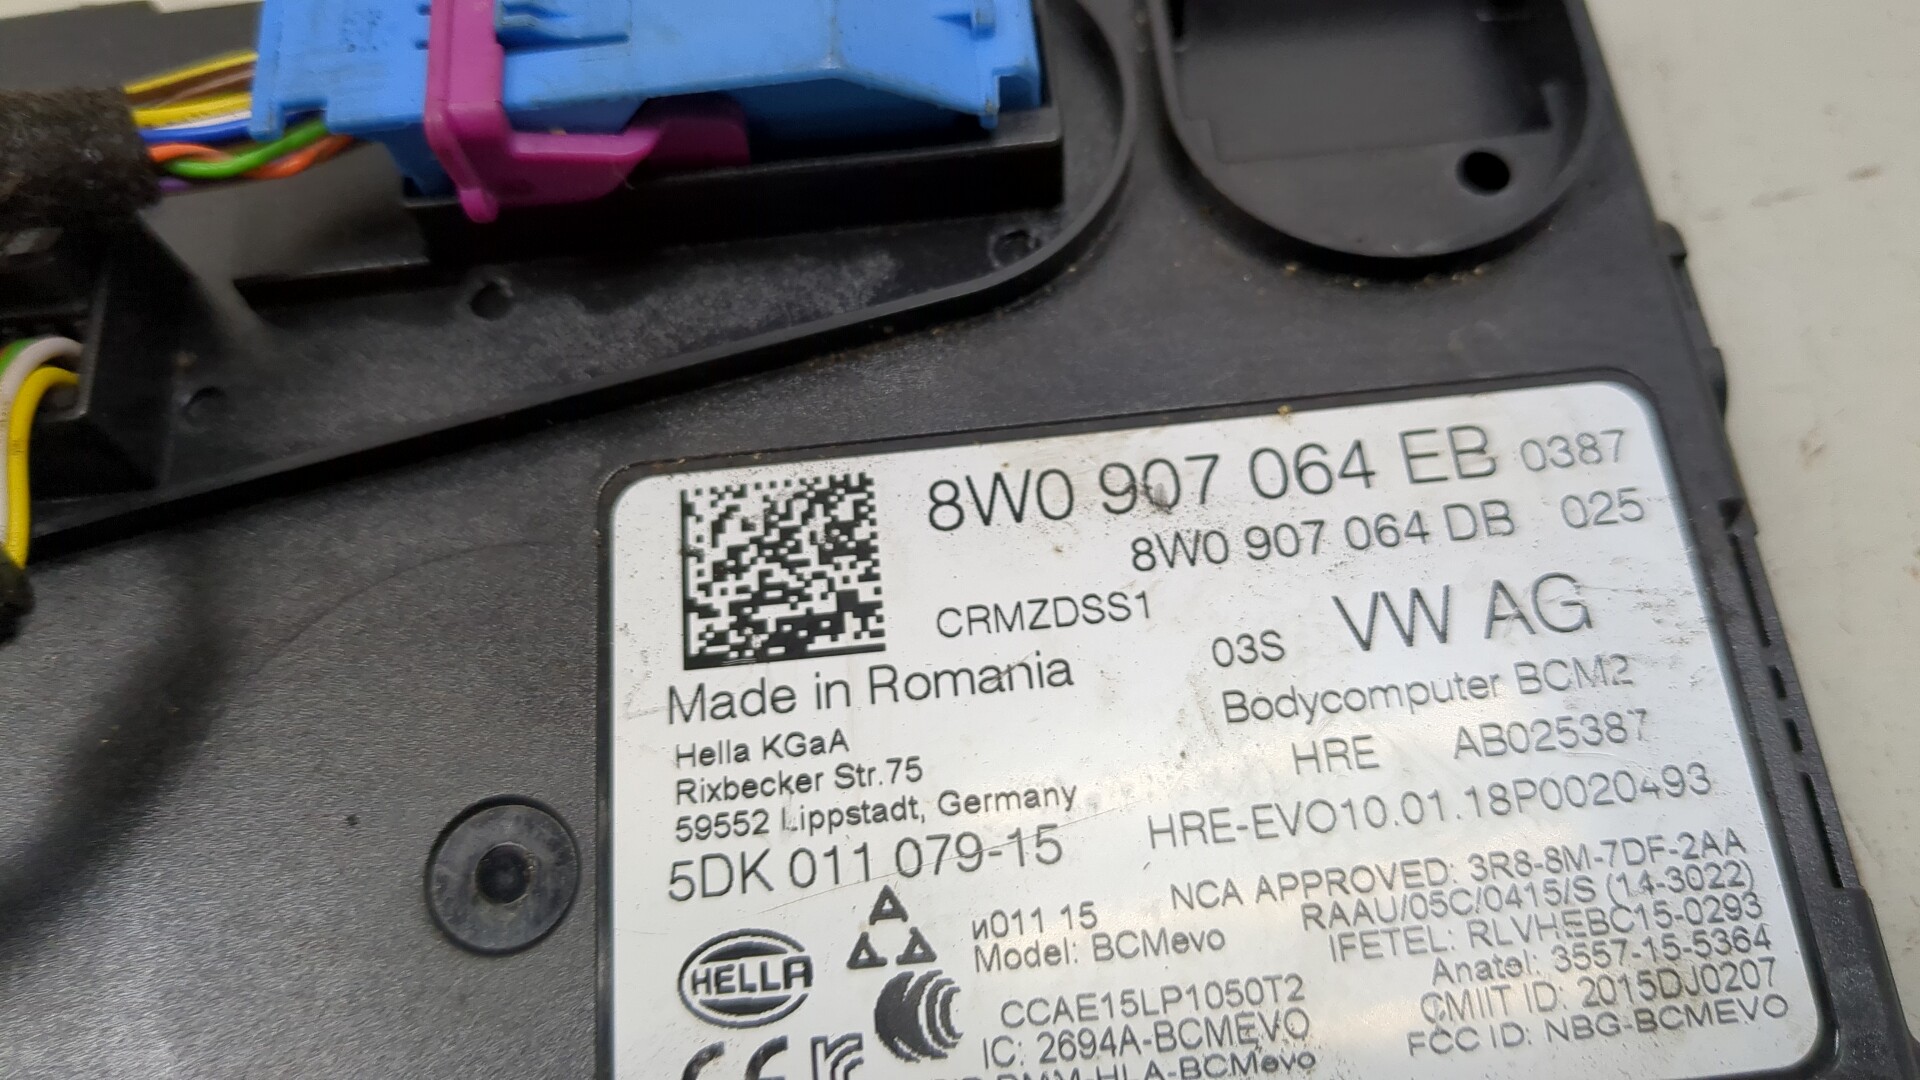 8W0 907 064 EB 0387
8W0 907 064 DB 025
CRMZDSS1
03S VW AG
Made in Romania
Bodycomputer BCM2
Hella KGaA
HRE AB025387
Rixbecker Str.75
59552 Lippstadt, Germany
HRE-EVO10.01.18P0020493
5DK 011 079-15
NCA APPROVED: 3R8-8M-7DF-2AA
и011 15
RAAU/05C/0415/S (14-3022)
Model: BCMevo
IFETEL: RLVHEBC15-0293
HELLA
Anatel: 3557-15-5364
CCAE15LP1050T2
CMIIT ID: 2015DJ0207
IC: 2694A-BCMEVO
FCC ID: NBG-BCMEVO
CE
HLA-BCMevo